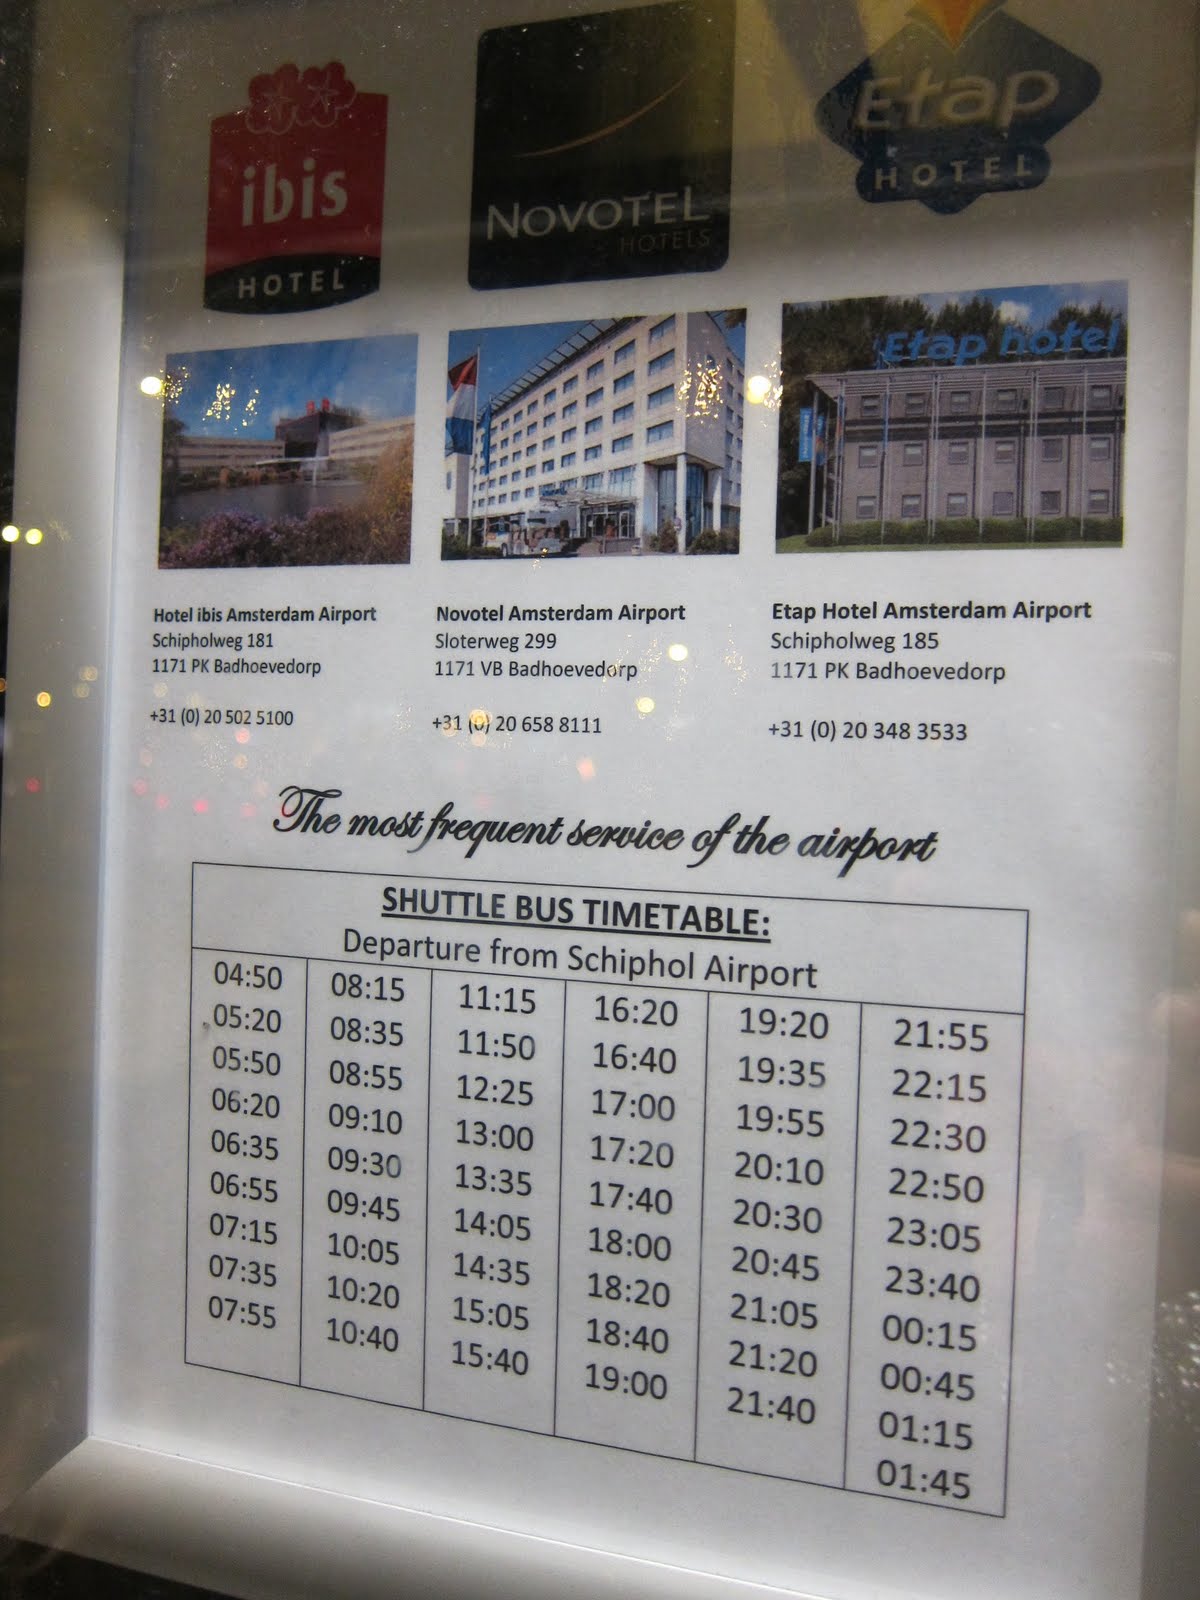 ibis
HOTEL
NOVOTEL
HOTELS
Etap
HOTEL
Etap hotel
Hotel ibis Amsterdam Airport
Schipholweg 181
1171 PK Badhoevedorp
+31 (0) 20 502 5100
Novotel Amsterdam Airport
Sloterweg 299
1171 VB Badhoevedorp
+31 (0) 20 658 8111
Etap Hotel Amsterdam Airport
Schipholweg 185
1171 PK Badhoevedorp
+31 (0) 20 348 3533
The most frequent service of the airport
SHUTTLE BUS TIMETABLE:
Departure from Schiphol Airport
04:50 08:15 11:15 16:20 19:20 21:55
05:20 08:35 11:50 16:40 19:35 22:15
05:50 08:55 12:25 17:00 19:55 22:30
06:20 09:10 13:00 17:20 20:10 22:50
06:35 09:30 13:35 17:40 20:30 23:05
06:55 09:45 14:05 18:00 20:45 23:40
07:15 10:05 14:35 18:20 21:05 00:15
07:35 10:20 15:05 18:40 21:20 00:45
07:55 10:40 15:40 19:00 21:40 01:15
01:45